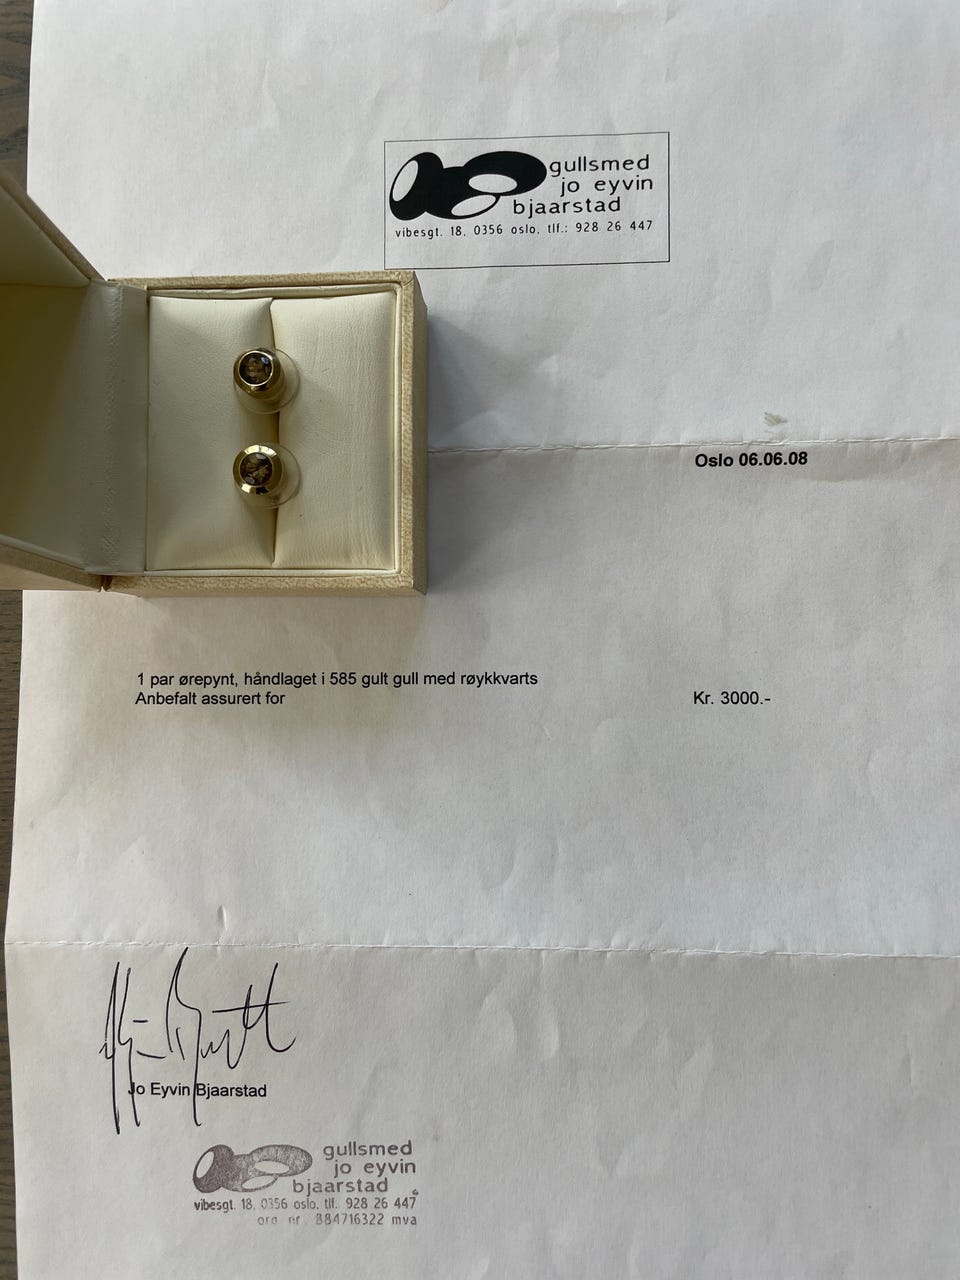 gullsmed
jo eyvin
bjaarstad
vibesgt. 18, 0356 oslo, tlf.: 928 26 447
Oslo 06.06.08
1 par ørepynt, håndlaget i 585 gult gull med røykkvarts
Anbefalt assurert for Kr. 3000.-
Jo Eyvin Bjaarstad
gullsmed
jo eyvin
bjaarstad
vibesgt. 18, 0356 oslo, tlf. 928 26 447
org nr 884716322 mva